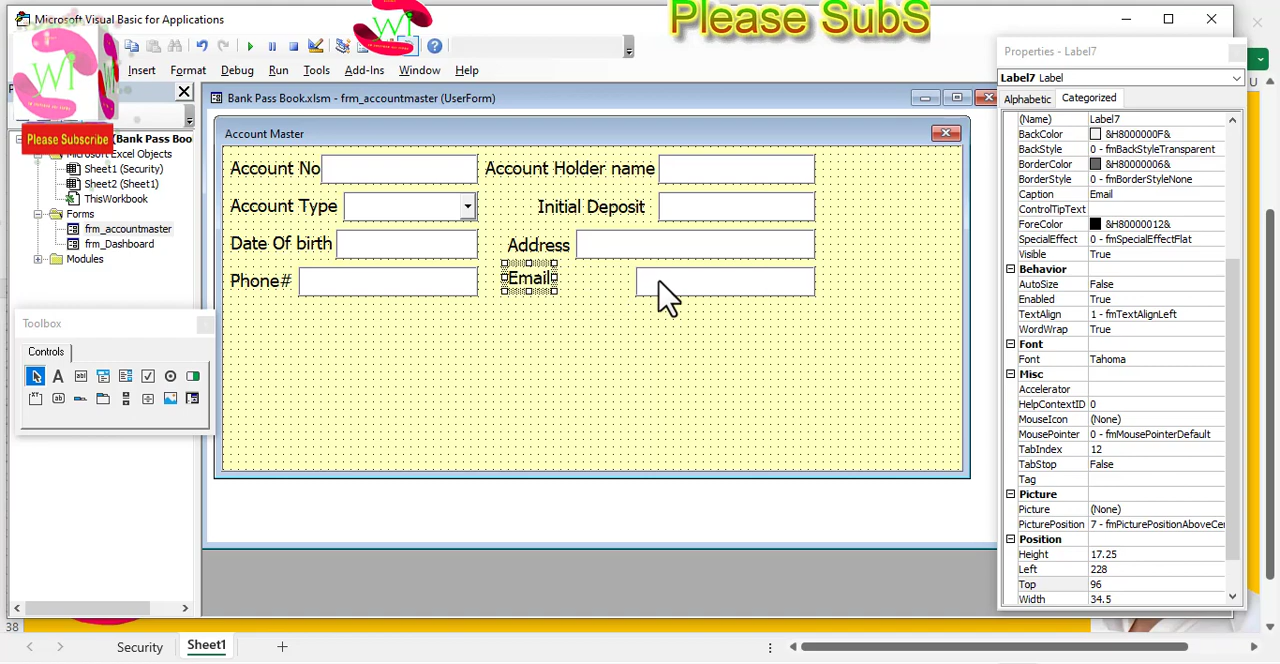 Microsoft Visual Basic for Applications
Please SubS
Please Subscribe
Insert Format Debug Run Tools Add-Ins Window Help
(Bank Pass Book
Microsoft Excel Objects
Sheet1 (Security)
Sheet2 (Sheet1)
ThisWorkbook
Forms
frm_accountmaster
frm_Dashboard
Modules
Toolbox
Controls
Bank Pass Book.xlsm - frm_accountmaster (UserForm)
Account Master
Account No Account Holder name
Account Type Initial Deposit
Date Of birth Address
Phone# Email
Properties - Label7
Label7 Label
Alphabetic Categorized
(Name) Label7
BackColor &H8000000F&
BackStyle 0 - fmBackStyleTransparent
BorderColor &H80000006&
BorderStyle 0 - fmBorderStyleNone
Caption Email
ControlTipText
ForeColor &H80000012&
SpecialEffect 0 - fmSpecialEffectFlat
Visible True
Behavior
AutoSize False
Enabled True
TextAlign 1 - fmTextAlignLeft
WordWrap True
Font
Font Tahoma
Misc
Accelerator
HelpContextID 0
MouseIcon (None)
MousePointer 0 - fmMousePointerDefault
TabIndex 12
TabStop False
Tag
Picture
Picture (None)
PicturePosition 7 - fmPicturePositionAboveCe
Position
Height 17.25
Left 228
Top 96
Width 34.5
38
Security Sheet1